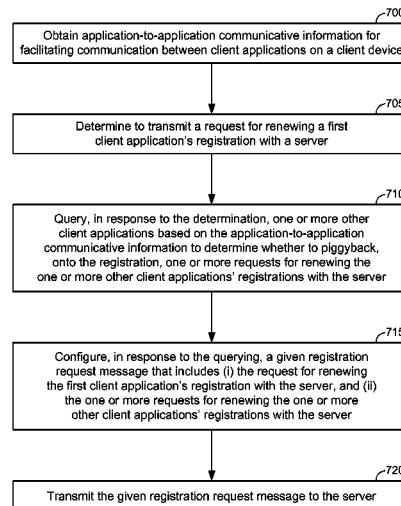 700
Obtain application-to-application communicative information for
facilitating communication between client applications on a client device
705
Determine to transmit a request for renewing a first
client application's registration with a server
710
Query, in response to the determination, one or more other
client applications based on the application-to-application
communicative information to determine whether to piggyback,
onto the registration, one or more requests for renewing the
one or more other client applications' registrations with the server
715
Configure, in response to the querying, a given registration
request message that includes (i) the request for renewing
the first client application's registration with the server, and (ii)
the one or more requests for renewing the one or more
other client applications' registrations with the server
720
Transmit the given registration request message to the server